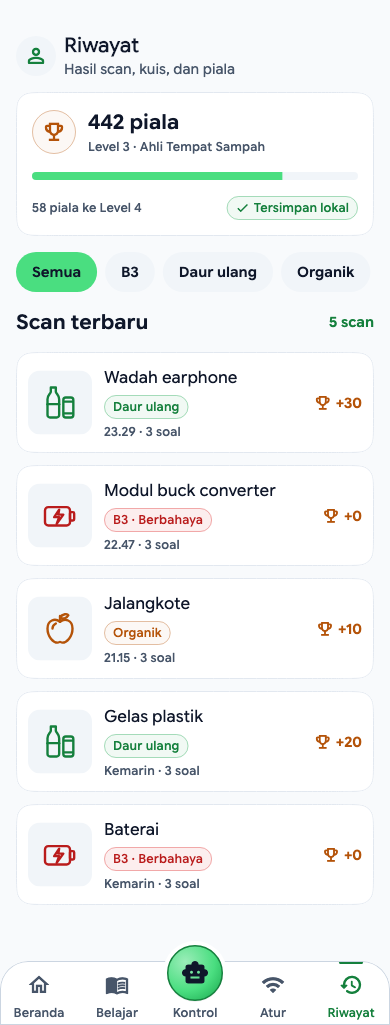 Riwayat
Hasil scan, kuis, dan piala
442 piala
Level 3 · Ahli Tempat Sampah
58 piala ke Level 4
Tersimpan lokal
Semua
B3
Daur ulang
Organik
Scan terbaru
5 scan
Wadah earphone
Daur ulang
23.29 · 3 soal
+30
Modul buck converter
B3 · Berbahaya
22.47 · 3 soal
+0
Jalangkote
Organik
21.15 · 3 soal
+10
Gelas plastik
Daur ulang
Kemarin · 3 soal
+20
Baterai
B3 · Berbahaya
Kemarin · 3 soal
+0
Beranda
Belajar
Kontrol
Atur
Riwayat